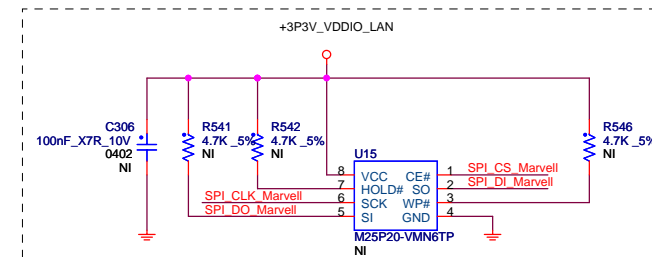 +3P3V_VDDIO_LAN
C306
100nF_X7R_10V
0402
NI
R541
4.7K _5%
NI
R542
4.7K _5%
NI
R546
4.7K _5%
NI
U15
8 VCC CE# 1 SPI_CS_Marvell
7 HOLD# SO 2 SPI_DI_Marvell
SPI_CLK_Marvell 6 SCK WP# 3
SPI_DO_Marvell 5 SI GND 4
M25P20-VMN6TP
NI